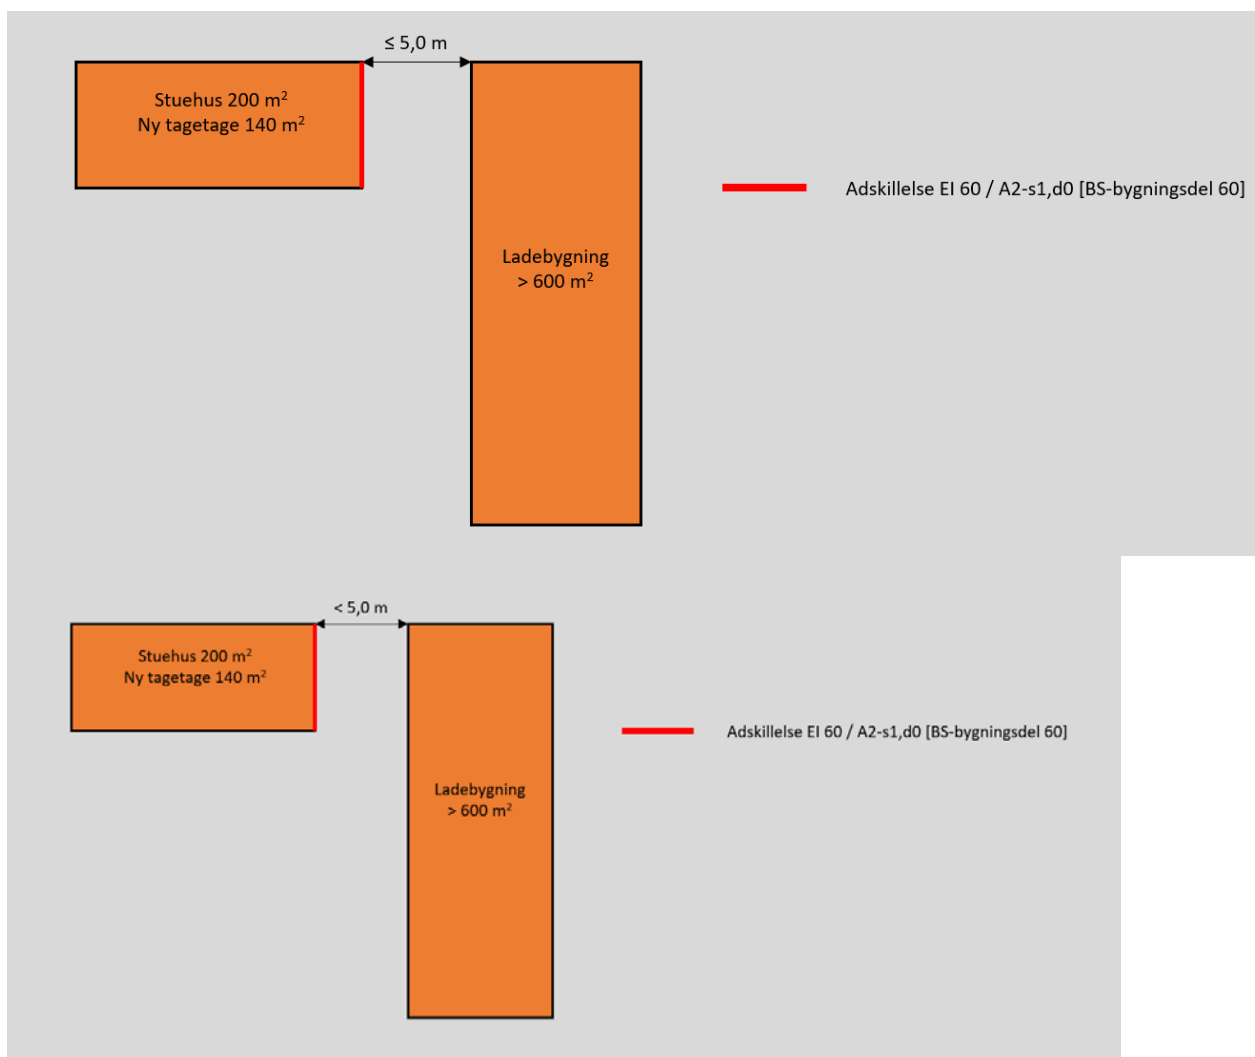 ≤ 5,0 m
Stuehus 200 m²
Ny tagetage 140 m²
Adskillelse EI 60 / A2-s1,d0 [BS-bygningsdel 60]
Ladebygning
> 600 m²
< 5,0 m
Stuehus 200 m²
Ny tagetage 140 m²
Adskillelse EI 60 / A2-s1,d0 [BS-bygningsdel 60]
Ladebygning
> 600 m²